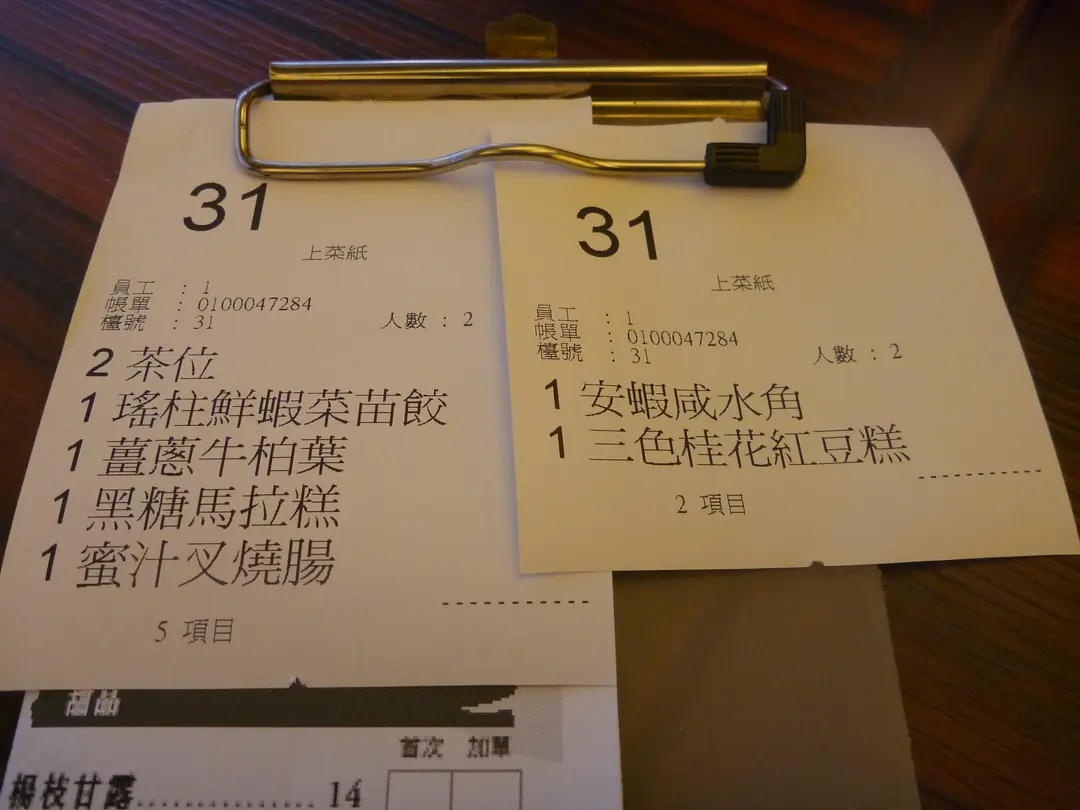 31
上菜紙
員工 : 1
帳單 : 0100047284
檯號 : 31 人數 : 2
2 茶位
1 瑤柱鮮蝦菜苗餃
1 薑蔥牛柏葉
1 黑糖馬拉糕
1 蜜汁叉燒腸
5 項目
31
上菜紙
員工 : 1
帳單 : 0100047284
檯號 : 31 人數 : 2
1 安蝦咸水角
1 三色桂花紅豆糕
2 項目
甜品
首次 加單
楊枝甘露 14